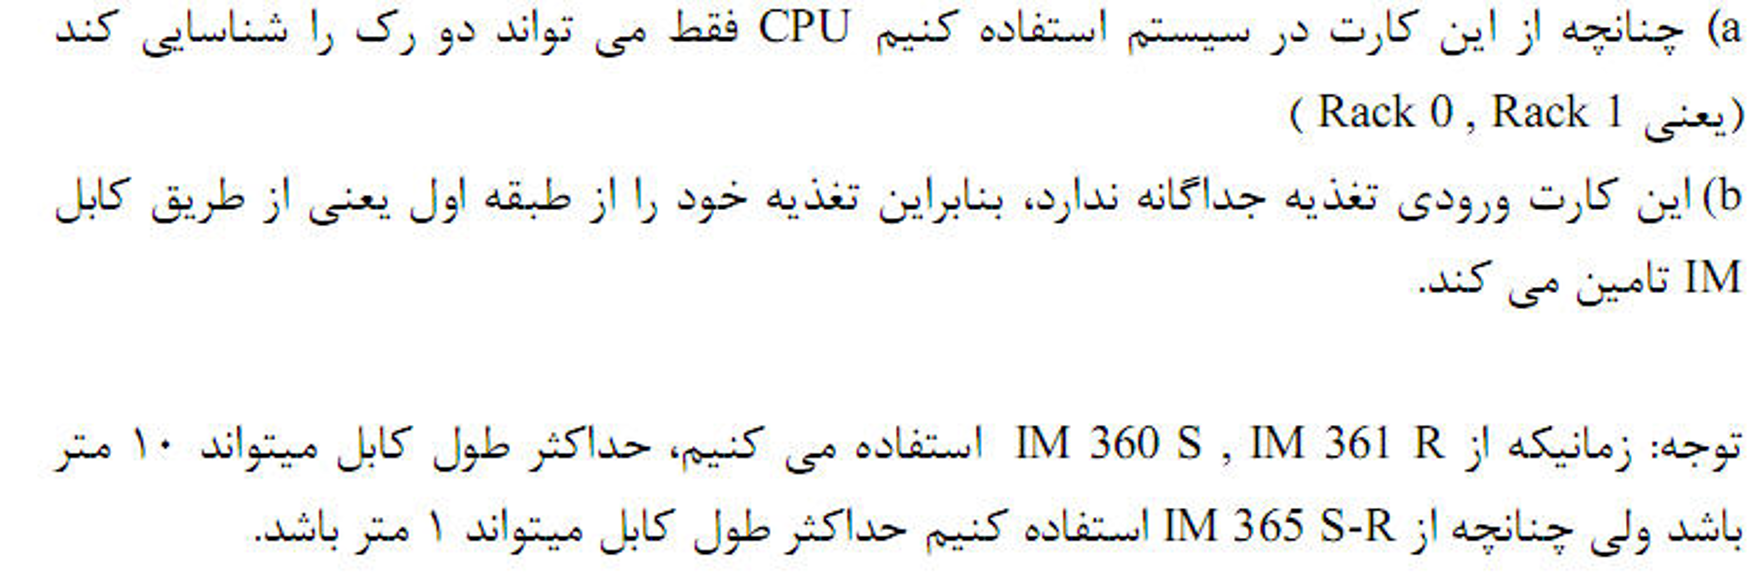 a) چنانچه از این کارت در سیستم استفاده کنیم CPU فقط می تواند دو رک را شناسایی کند
(یعنی Rack 0 , Rack 1 )
b) این کارت ورودی تغذیه جداگانه ندارد، بنابراین تغذیه خود را از طبقه اول یعنی از طریق کابل
IM تامین می کند.
توجه: زمانیکه از IM 360 S , IM 361 R استفاده می کنیم، حداکثر طول کابل میتواند ۱۰ متر
باشد ولی چنانچه از IM 365 S-R استفاده کنیم حداکثر طول کابل میتواند ۱ متر باشد.